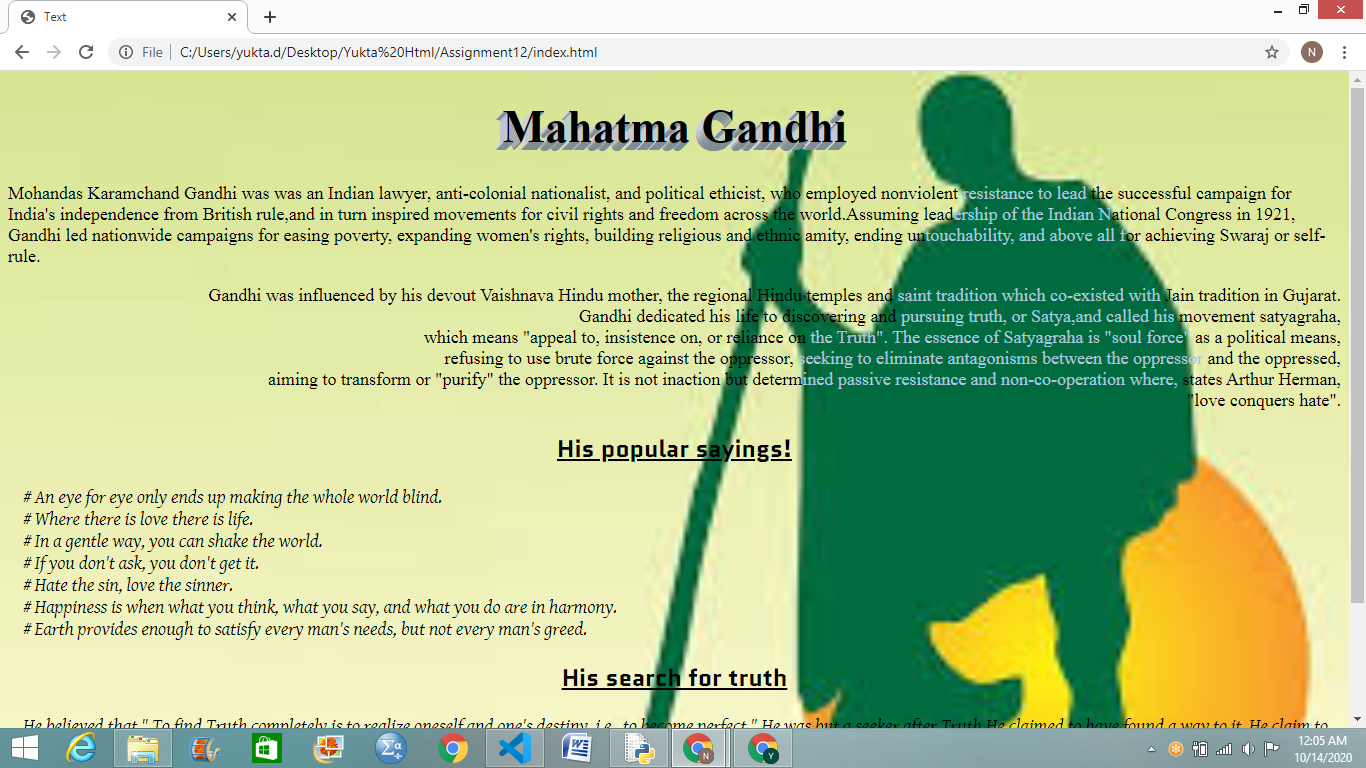 Text
File
C:/Users/yukta.d/Desktop/Yukta%20Html/Assignment12/index.html
N
Mahatma Gandhi
Mohandas Karamchand Gandhi was was an Indian lawyer, anti-colonial nationalist, and political ethicist, who employed nonviolent resistance to lead the successful campaign for
India's independence from British rule,and in turn inspired movements for civil rights and freedom across the world.Assuming leadership of the Indian National Congress in 1921,
Gandhi led nationwide campaigns for easing poverty, expanding women's rights, building religious and ethnic amity, ending untouchability, and above all for achieving Swaraj or self-
rule.
Gandhi was influenced by his devout Vaishnava Hindu mother, the regional Hindu temples and saint tradition which co-existed with Jain tradition in Gujarat.
Gandhi dedicated his life to discovering and pursuing truth, or Satya,and called his movement satyagraha,
which means "appeal to, insistence on, or reliance on the Truth". The essence of Satyagraha is "soul force" as a political means,
refusing to use brute force against the oppressor, seeking to eliminate antagonisms between the oppressor and the oppressed,
aiming to transform or "purify" the oppressor. It is not inaction but determined passive resistance and non-co-operation where, states Arthur Herman,
"love conquers hate".
His popular sayings!
# An eye for eye only ends up making the whole world blind.
# Where there is love there is life.
# In a gentle way, you can shake the world.
# If you don't ask, you don't get it.
# Hate the sin, love the sinner.
# Happiness is when what you think, what you say, and what you do are in harmony.
# Earth provides enough to satisfy every man's needs, but not every man's greed.
His search for truth
He believed that " To find Truth completely is to realize oneself and one's destiny, i.e., to become perfect." He was but a seeker after Truth.He claimed to have found a way to it. He claim to
Σα
W
N
Y
12:05 AM
10/14/2020